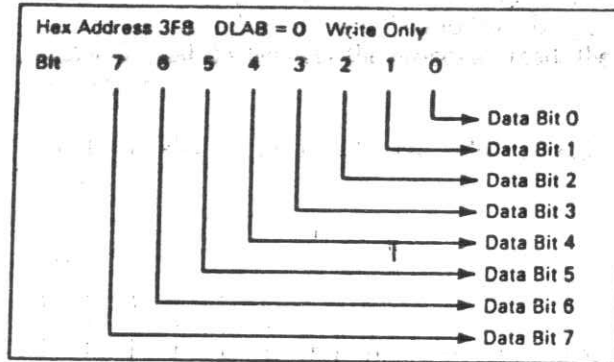 Hex Address 3F8 DLAB = 0 Write Only
Bit 7 6 5 4 3 2 1 0
Data Bit 0
Data Bit 1
Data Bit 2
Data Bit 3
Data Bit 4
Data Bit 5
Data Bit 6
Data Bit 7